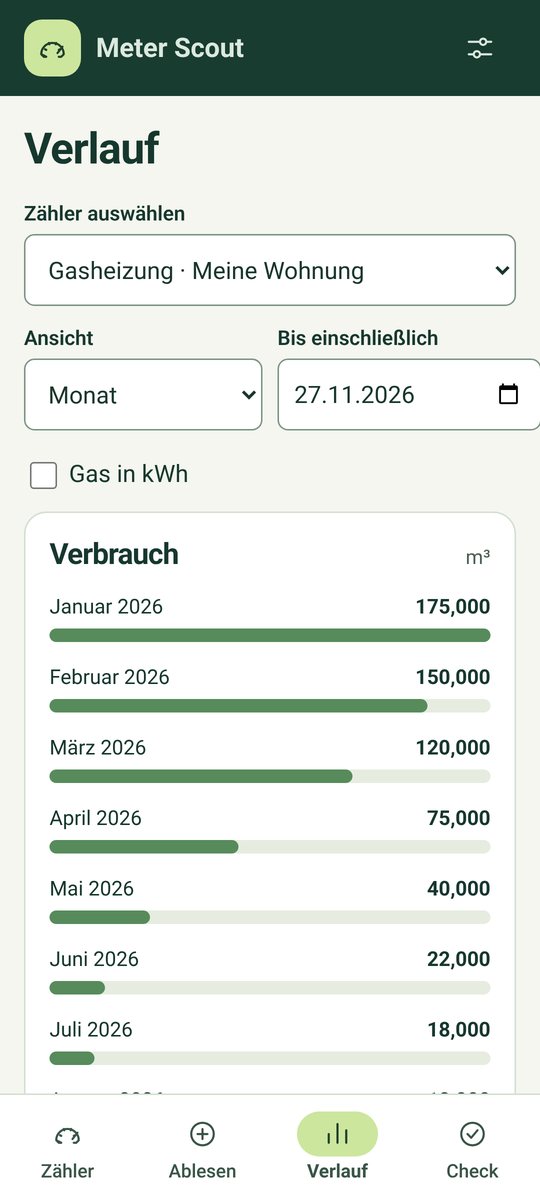 Meter Scout
Verlauf
Zähler auswählen
Gasheizung · Meine Wohnung
Ansicht
Bis einschließlich
Monat
27.11.2026
Gas in kWh
Verbrauch
m³
Januar 2026
175,000
Februar 2026
150,000
März 2026
120,000
April 2026
75,000
Mai 2026
40,000
Juni 2026
22,000
Juli 2026
18,000
Zähler
Ablesen
Verlauf
Check